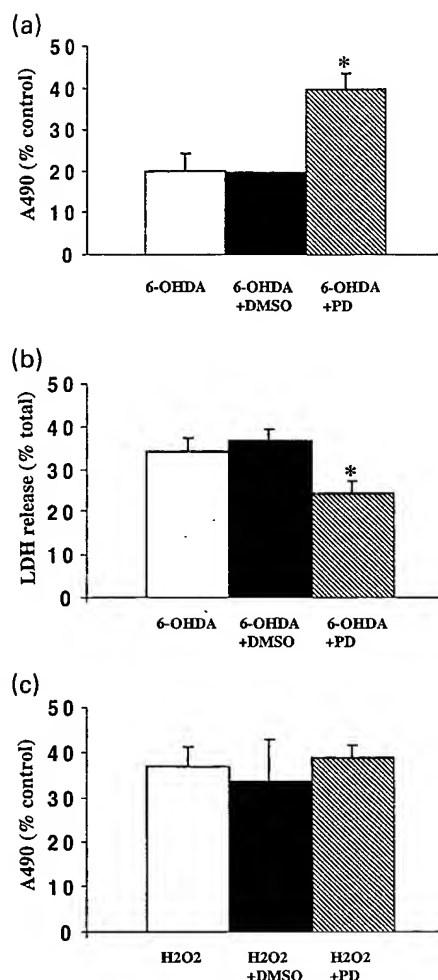 (a)
A490 (% control)
50
40
30
20
10
0
*
6-OHDA
6-OHDA
+DMSO
6-OHDA
+PD
(b)
LDH release (% total)
50
40
30
20
10
0
*
6-OHDA
6-OHDA
+DMSO
6-OHDA
+PD
(c)
A490 (% control)
50
40
30
20
10
0
H2O2
H2O2
+DMSO
H2O2
+PD